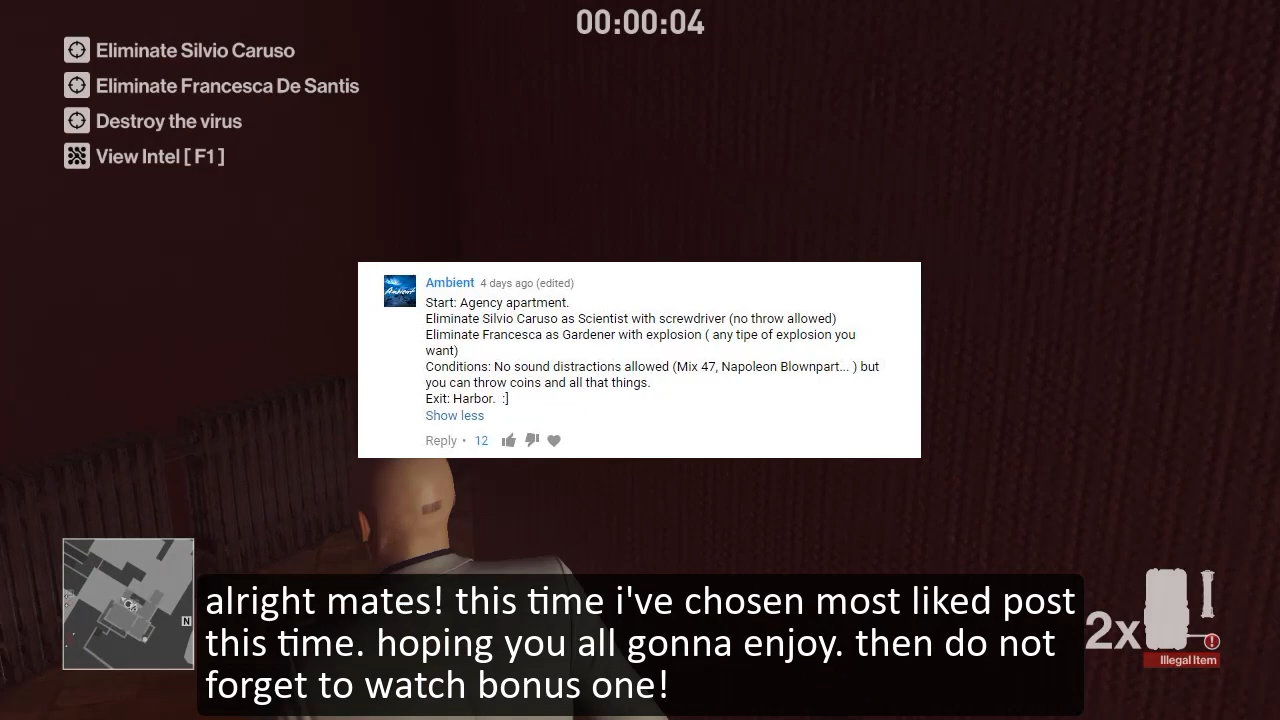 00:00:04
Eliminate Silvio Caruso
Eliminate Francesca De Santis
Destroy the virus
View Intel [ F1 ]
Ambient 4 days ago (edited)
Start: Agency apartment.
Eliminate Silvio Caruso as Scientist with screwdriver (no throw allowed)
Eliminate Francesca as Gardener with explosion ( any tipe of explosion you
want)
Conditions: No sound distractions allowed (Mix 47, Napoleon Blownpart... ) but
you can throw coins and all that things.
Exit: Harbor. :]
Show less
Reply • 12
N
alright mates! this time i've chosen most liked post
this time. hoping you all gonna enjoy. then do not
forget to watch bonus one!
2x
Illegal Item